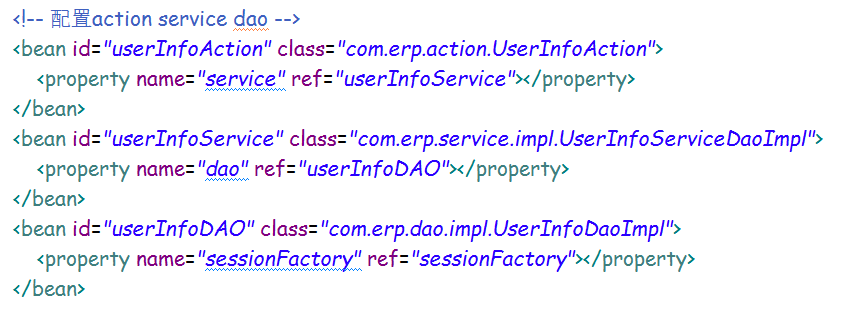 <!-- 配置action service dao -->
<bean id="userInfoAction" class="com.erp.action.UserInfoAction">
<property name="service" ref="userInfoService"></property>
</bean>
<bean id="userInfoService" class="com.erp.service.impl.UserInfoServiceDaoImpl">
<property name="dao" ref="userInfoDAO"></property>
</bean>
<bean id="userInfoDAO" class="com.erp.dao.impl.UserInfoDaoImpl">
<property name="sessionFactory" ref="sessionFactory"></property>
</bean>